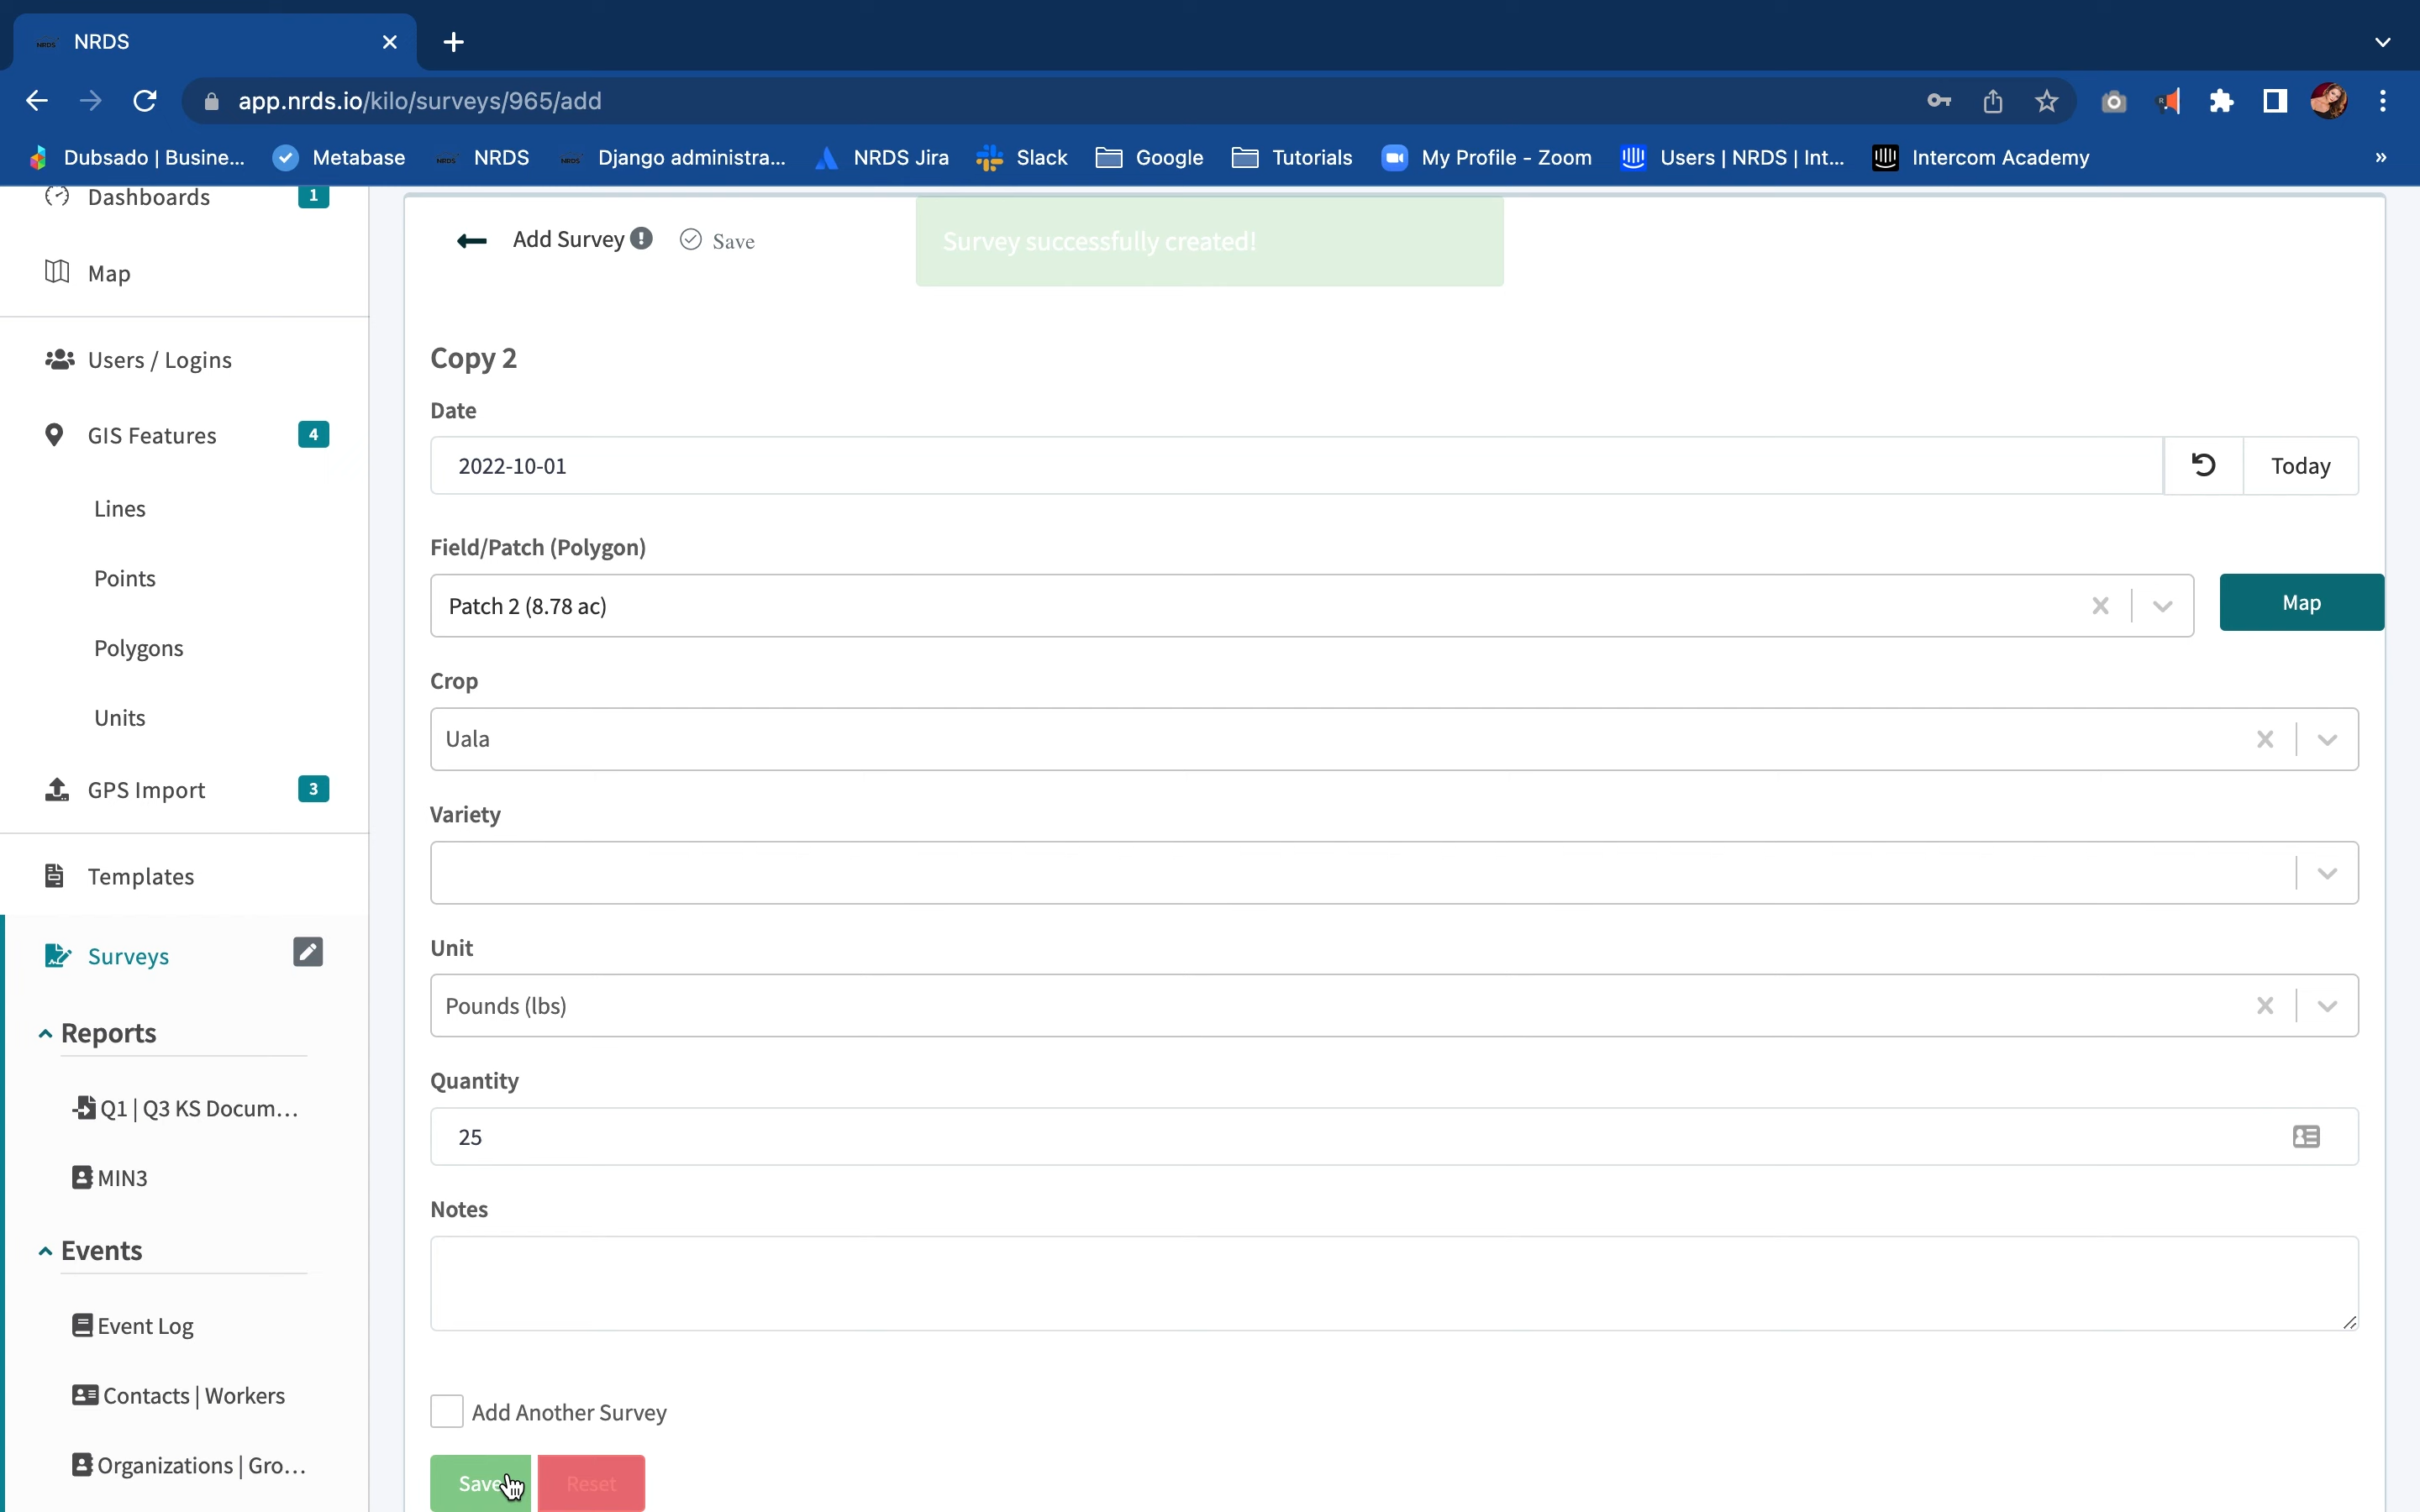 NRDS
app.nrds.io/kilo/surveys/965/add
Dubsado | Busine... Metabase NRDS Django administra... NRDS Jira Slack Google Tutorials My Profile - Zoom Users | NRDS | Int... Intercom Academy »
Dashboards 1
Map
Users / Logins
GIS Features 4
Lines
Points
Polygons
Units
GPS Import 3
Templates
Surveys
Reports
Q1 | Q3 KS Docum...
MIN3
Events
Event Log
Contacts | Workers
Organizations | Gro...
Add Survey Save
Survey successfully created!
Copy 2
Date
2022-10-01 Today
Field/Patch (Polygon)
Patch 2 (8.78 ac) Map
Crop
Uala
Variety
Unit
Pounds (lbs)
Quantity
25
Notes
Add Another Survey
Save Reset